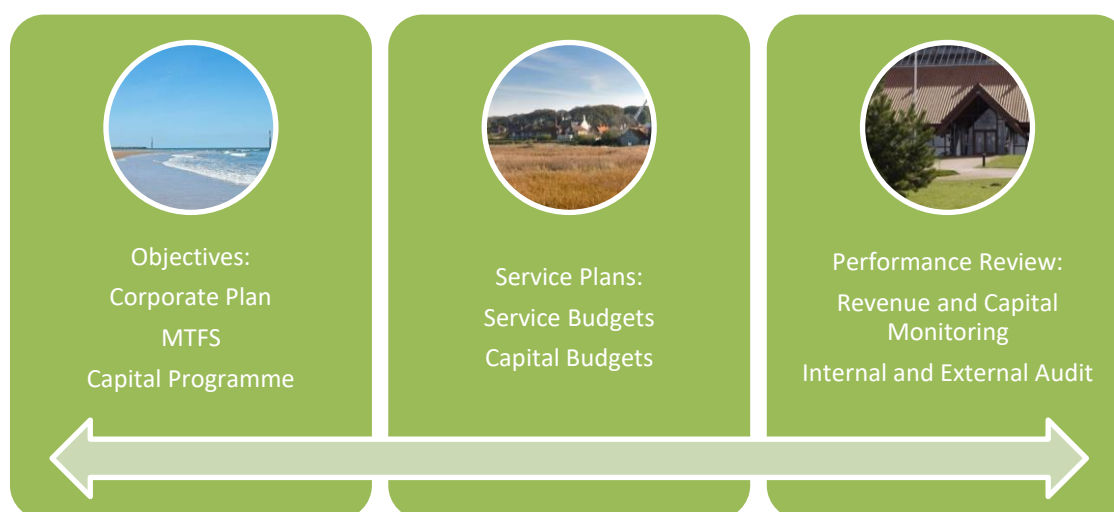 Objectives:
Corporate Plan
MTFS
Capital Programme
Service Plans:
Service Budgets
Capital Budgets
Performance Review:
Revenue and Capital
Monitoring
Internal and External Audit